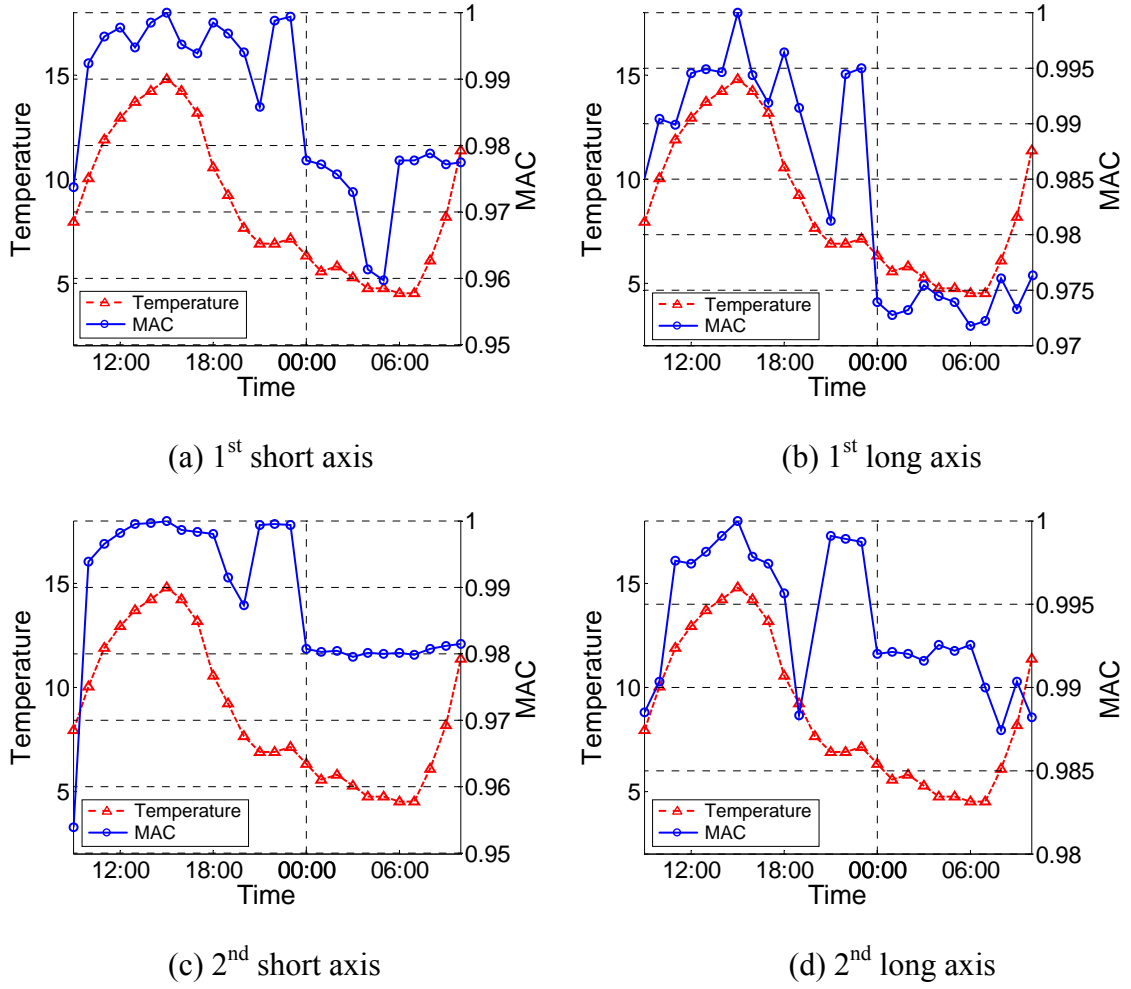 1
15
0.99
0.98
10
0.97
5
0.96
Temperature
MAC
0.95
12:00
18:00
00:00
06:00
Time
Temperature
MAC
(a) 1st short axis
1
0.995
15
0.99
10
0.985
0.98
5
0.975
Temperature
MAC
0.97
12:00
18:00
00:00
06:00
Time
Temperature
MAC
(b) 1st long axis
1
15
0.99
0.98
10
0.97
5
0.96
Temperature
MAC
0.95
12:00
18:00
00:00
06:00
Time
Temperature
MAC
(c) 2nd short axis
1
15
0.995
10
0.99
5
0.985
Temperature
MAC
0.98
12:00
18:00
00:00
06:00
Time
Temperature
MAC
(d) 2nd long axis